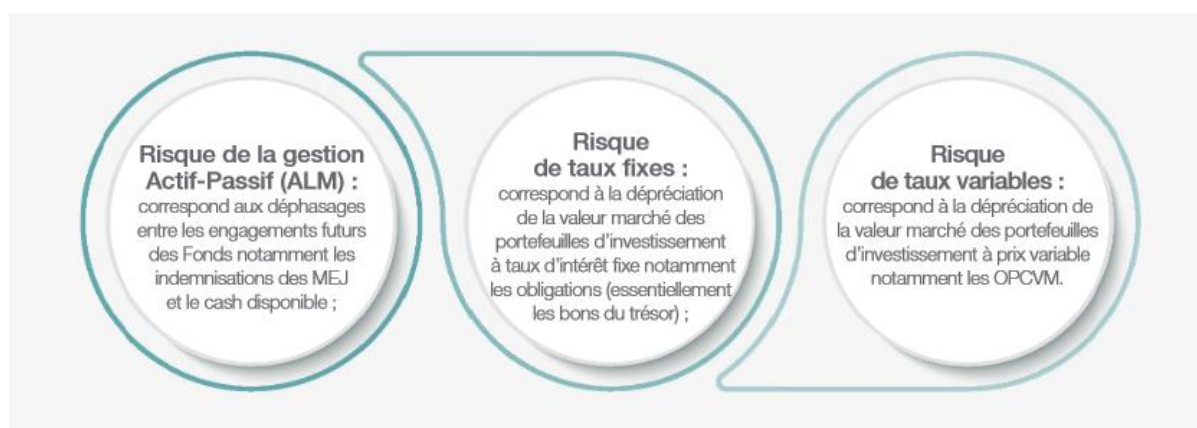 Risque de la gestion
Actif-Passif (ALM) :
correspond aux déphasages
entre les engagements futurs
des Fonds notamment les
indemnisations des MEJ
et le cash disponible ;
Risque
de taux fixes :
correspond à la dépréciation
de la valeur marché des
portefeuilles d'investissement
à taux d'intérêt fixe notamment
les obligations (essentiellement
les bons du trésor) ;
Risque
de taux variables :
correspond à la dépréciation de
la valeur marché des portefeuilles
d'investissement à prix variable
notamment les OPCVM.